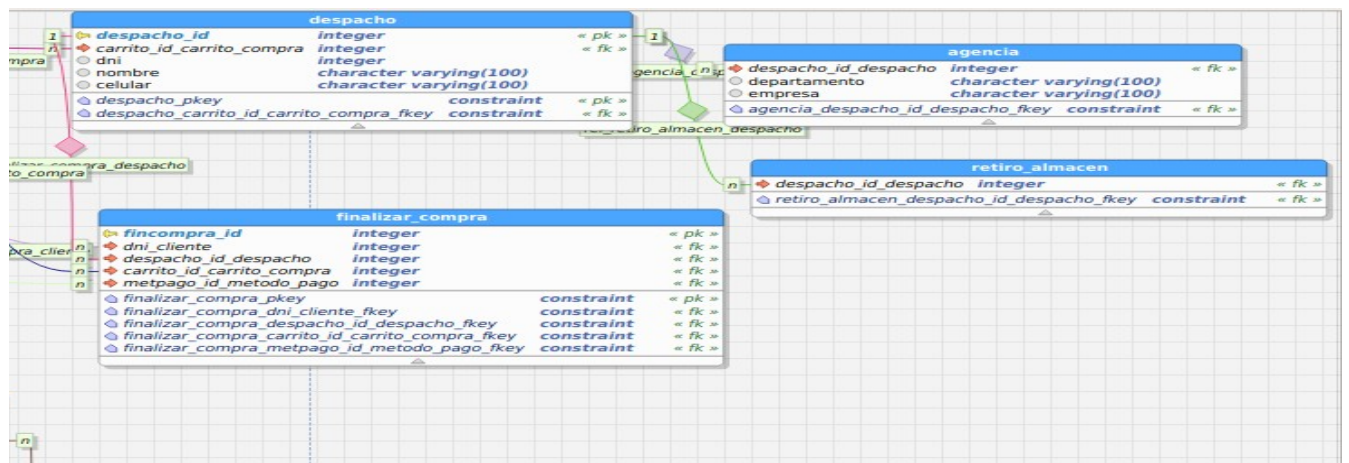 despacho
1 despacho_id integer « pk » 1
n carrito_id_carrito_compra integer « fk »
dni integer
nombre character varying(100)
celular character varying(100)
despacho_pkey constraint « pk »
despacho_carrito_id_carrito_compra_fkey constraint « fk »
agencia
n despacho_id_despacho integer « fk »
departamento character varying(100)
empresa character varying(100)
agencia_despacho_id_despacho_fkey constraint « fk »
_retiro_almacen_despacho
_compra_despacho
to_compra
retiro_almacen
n despacho_id_despacho integer « fk »
retiro_almacen_despacho_id_despacho_fkey constraint « fk »
finalizar_compra
fincompra_id integer « pk »
n dni_cliente integer « fk »
n despacho_id_despacho integer « fk »
n carrito_id_carrito_compra integer « fk »
n metpago_id_metodo_pago integer « fk »
finalizar_compra_pkey constraint « pk »
finalizar_compra_dni_cliente_fkey constraint « fk »
finalizar_compra_despacho_id_despacho_fkey constraint « fk »
finalizar_compra_carrito_id_carrito_compra_fkey constraint « fk »
finalizar_compra_metpago_id_metodo_pago_fkey constraint « fk »
n